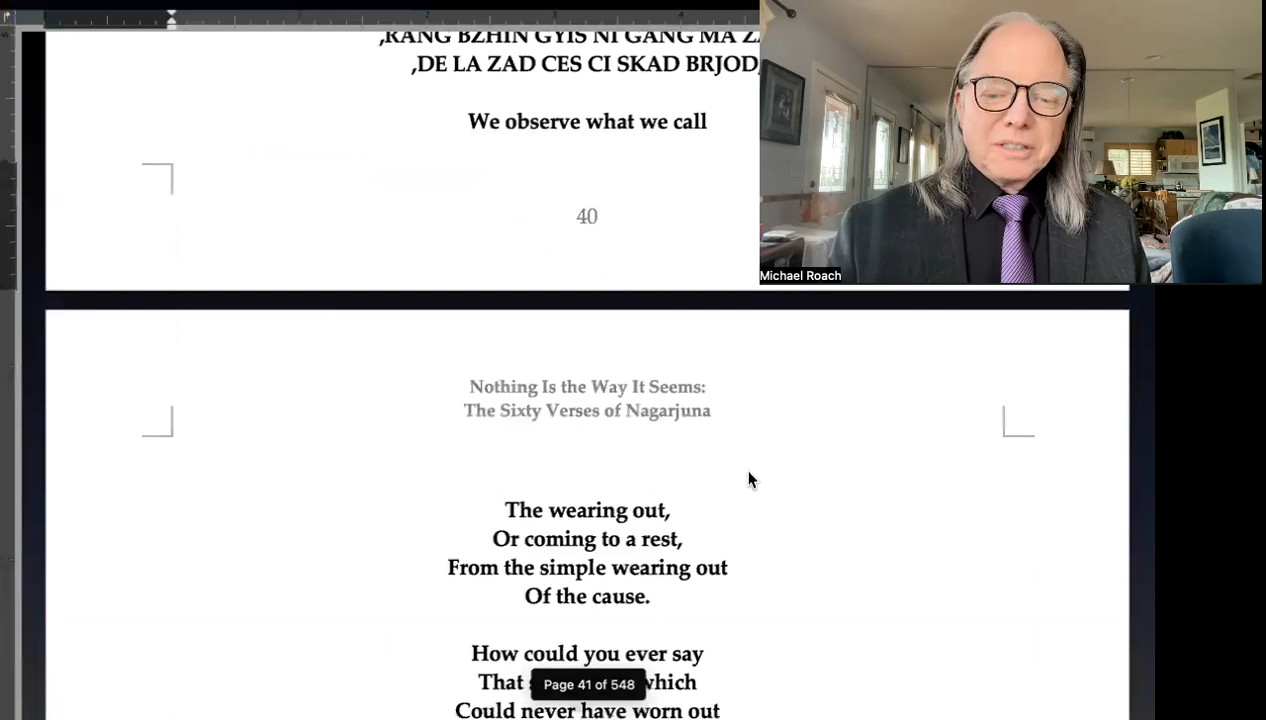 ,RANG BZHIN GYIS NI GANG MA
,DE LA ZAD CES CI SKAD BRJOD,
We observe what we call
40
Michael Roach
Nothing Is the Way It Seems:
The Sixty Verses of Nagarjuna
The wearing out,
Or coming to a rest,
From the simple wearing out
Of the cause.
How could you ever say
That which
Page 41 of 548
Could never have worn out